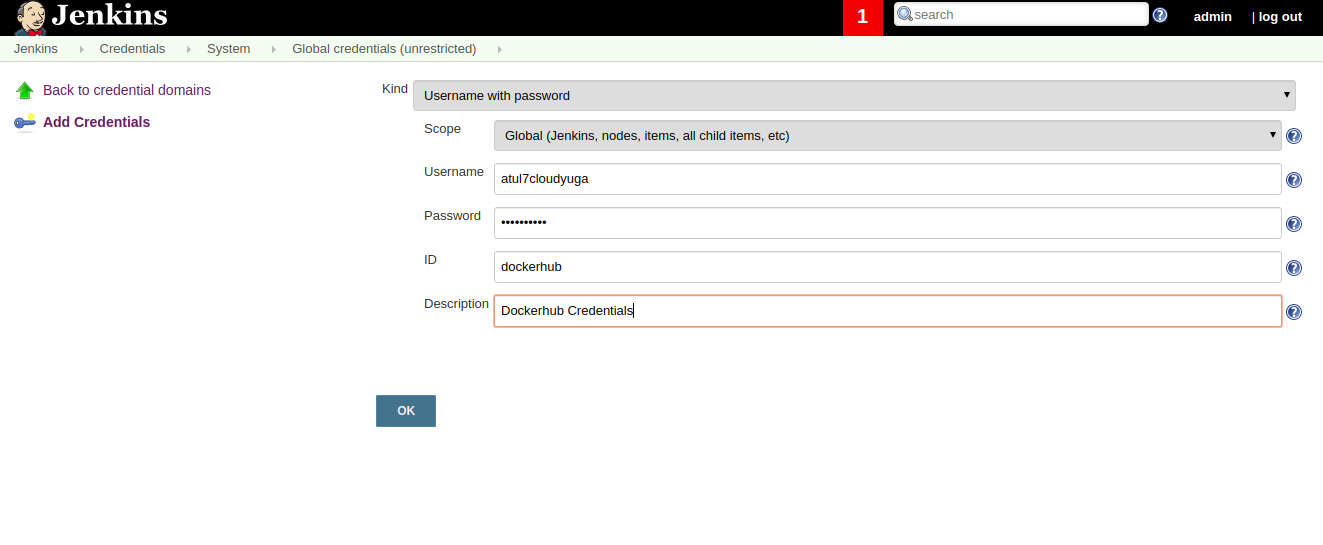 Jenkins 1 search ? admin | log out
Jenkins Credentials System Global credentials (unrestricted)
Back to credential domains
Add Credentials
Kind Username with password
Scope Global (Jenkins, nodes, items, all child items, etc) ?
Username atul7cloudyuga ?
Password •••••••••• ?
ID dockerhub ?
Description Dockerhub Credentials ?
OK